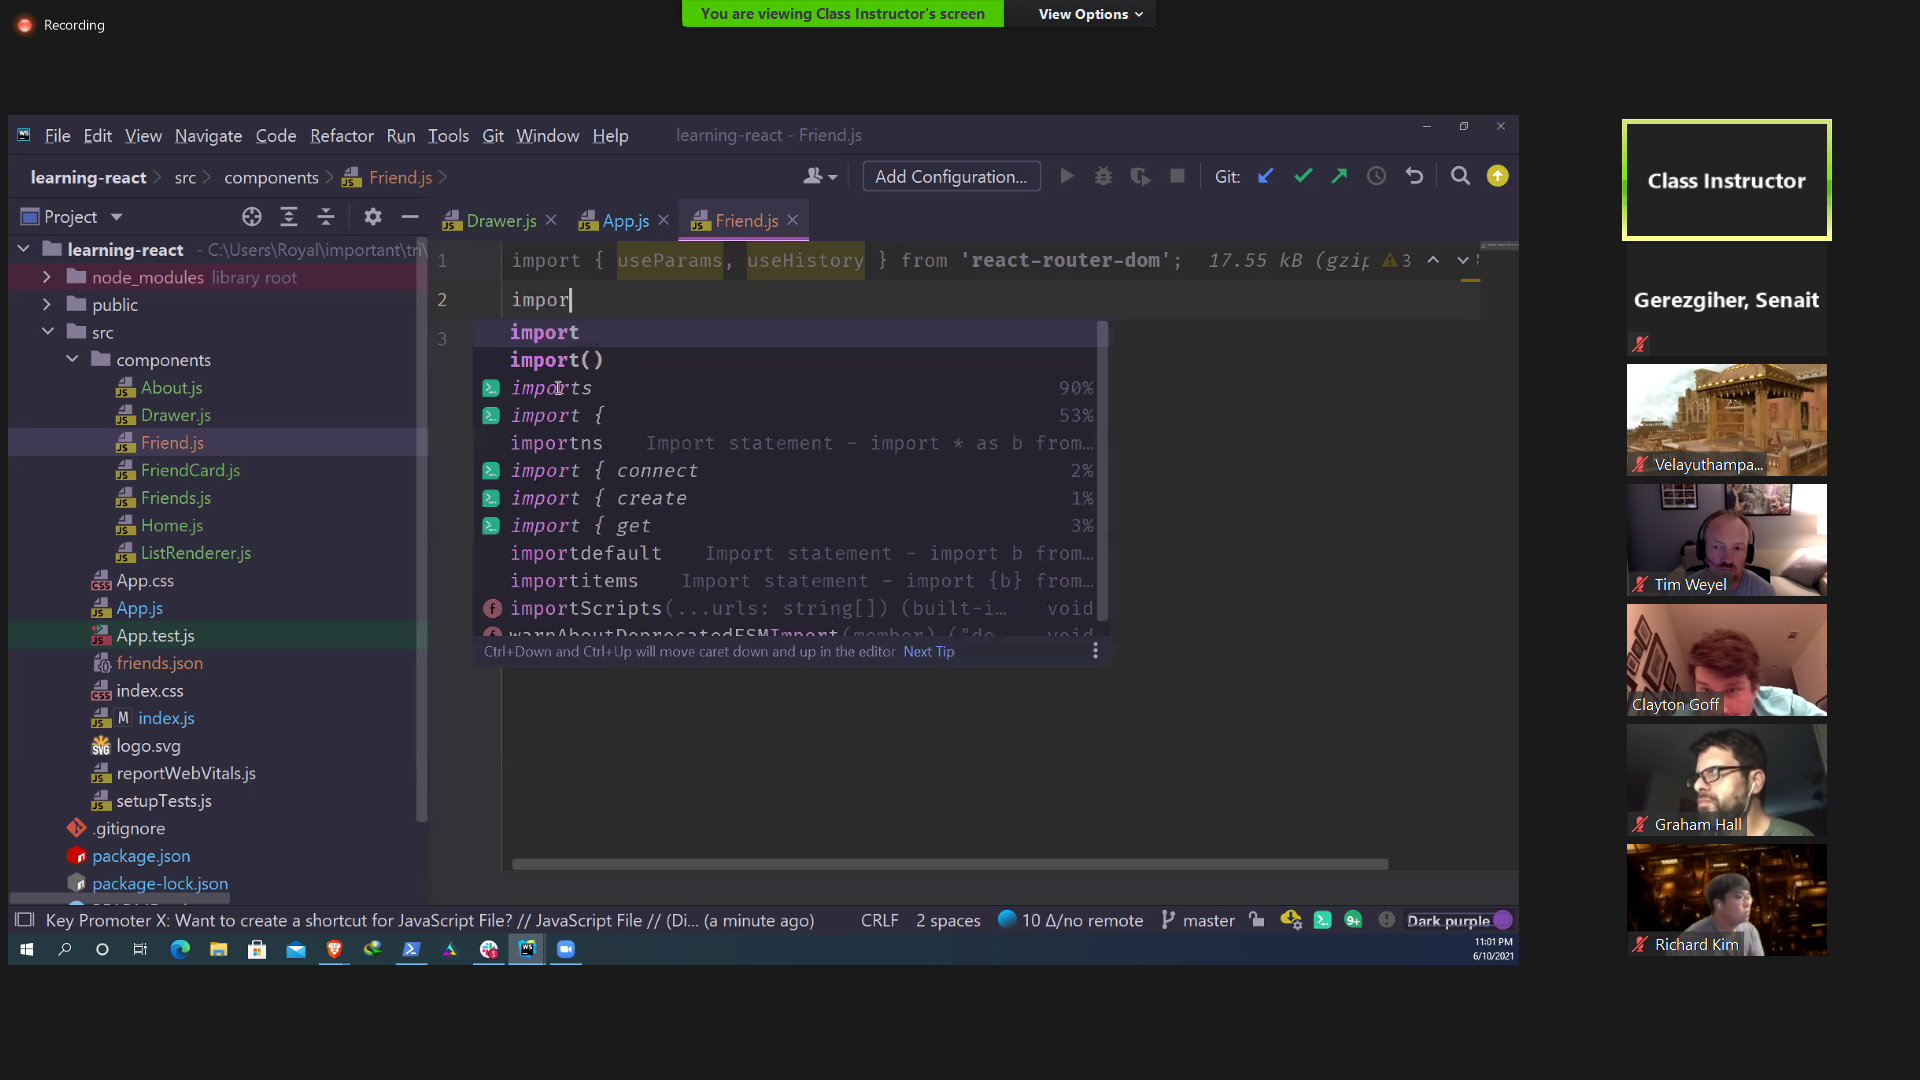 Recording
You are viewing Class Instructor's screen
View Options
File Edit View Navigate Code Refactor Run Tools Git Window Help
learning-react - Friend.js
learning-react
src
components
Friend.js
Add Configuration...
Git:
Project
Drawer.js
App.js
Friend.js
learning-react - C:\Users\Royal\important\tri\
node_modules library root
public
src
components
About.js
Drawer.js
Friend.js
FriendCard.js
Friends.js
Home.js
ListRenderer.js
App.css
App.js
App.test.js
friends.json
index.css
M index.js
logo.svg
reportWebVitals.js
setupTests.js
.gitignore
package.json
package-lock.json
1 import { useParams, useHistory } from 'react-router-dom'; 17.55 kB (gzip
3
2 impor
3
import
import()
imports 90%
import { 53%
importns Import statement - import * as b from...
import { connect 2%
import { create 1%
import { get 3%
importdefault Import statement - import b from...
importitems Import statement - import {b} from...
importScripts(...urls: string[]) (built-i... void
warnAboutDeprecatedESMImport(member) ("de... void
Ctrl+Down and Ctrl+Up will move caret down and up in the editor Next Tip
Key Promoter X: Want to create a shortcut for JavaScript File? // JavaScript File // (Di... (a minute ago)
CRLF
2 spaces
10 Δ/no remote
master
9+
Dark purple
11:01 PM
6/10/2021
Class Instructor
Gerezgiher, Senait
Velayuthampa...
Tim Weyel
Clayton Goff
Graham Hall
Richard Kim